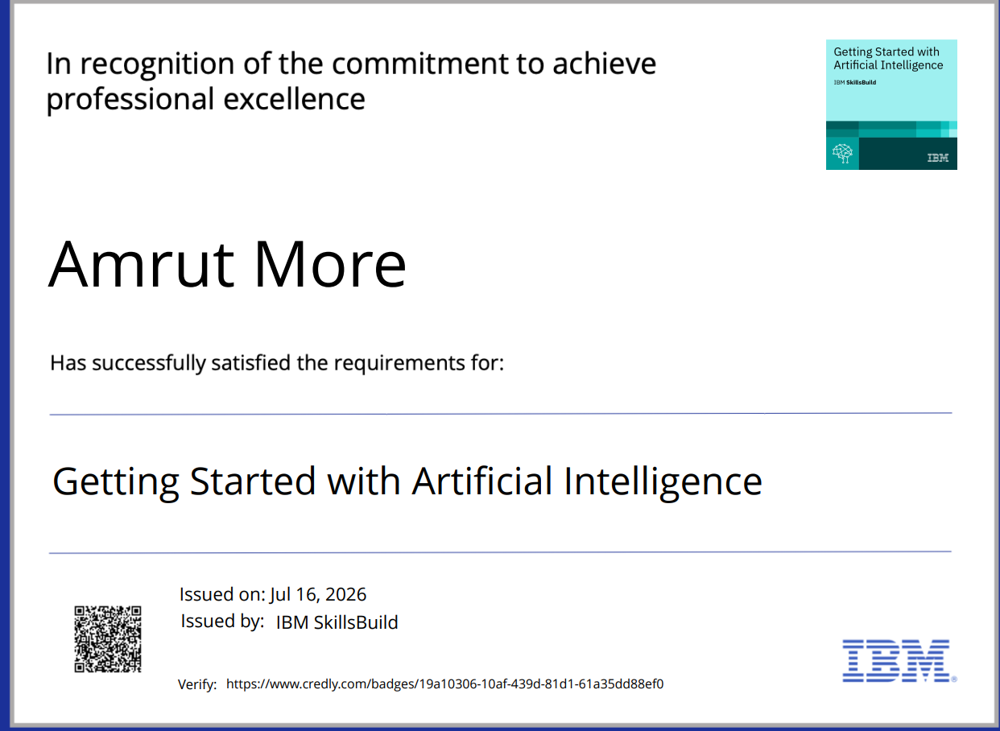 In recognition of the commitment to achieve
professional excellence
Getting Started with
Artificial Intelligence
IBM SkillsBuild
IBM
Amrut More
Has successfully satisfied the requirements for:
Getting Started with Artificial Intelligence
Issued on: Jul 16, 2026
Issued by: IBM SkillsBuild
Verify: https://www.credly.com/badges/19a10306-10af-439d-81d1-61a35dd88ef0
IBM®